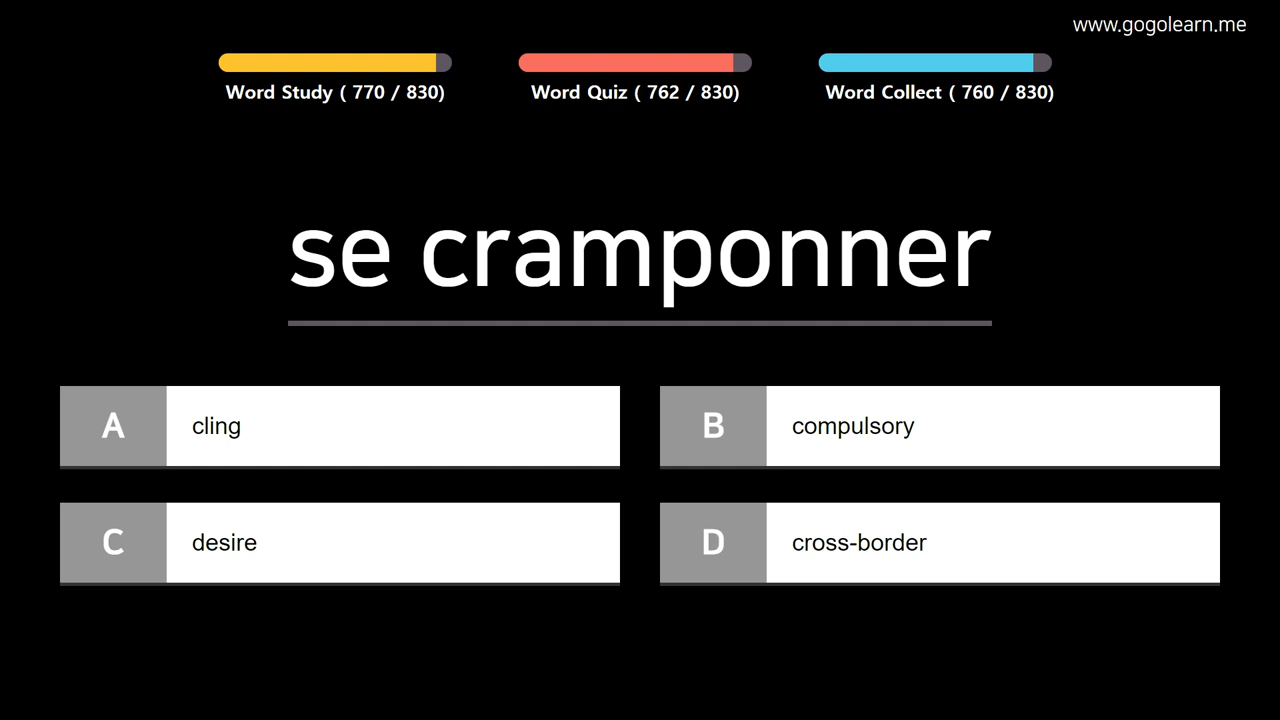 www.gogolearn.me
Word Study ( 770 / 830)
Word Quiz ( 762 / 830)
Word Collect ( 760 / 830)
se cramponner
A cling
B compulsory
C desire
D cross-border